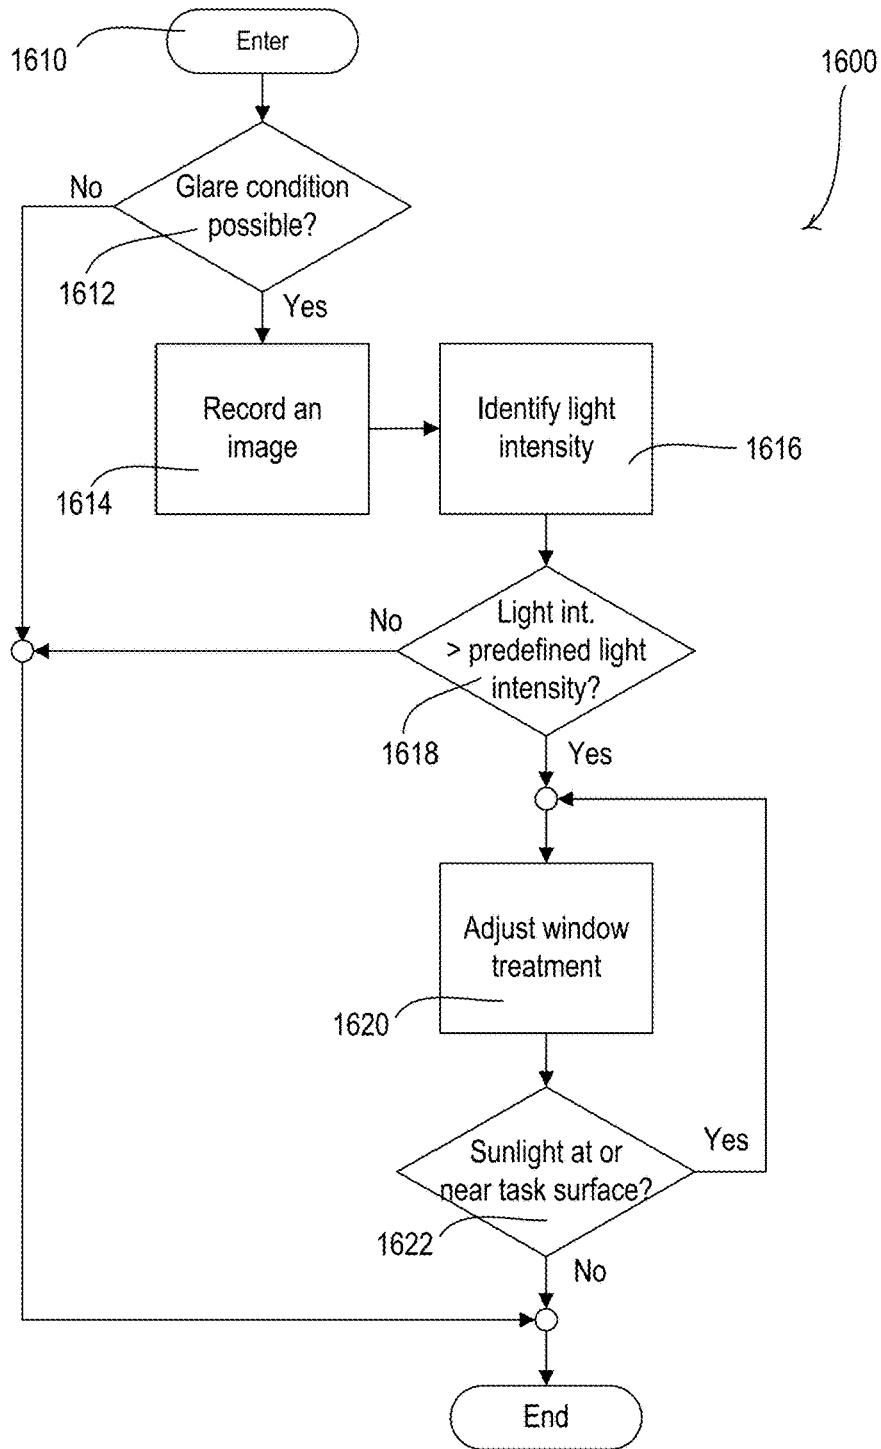 Enter
1610
1600
No
Glare condition
possible?
1612
Yes
Record an
image
1614
Identify light
intensity
1616
No
Light int.
> predefined light
intensity?
1618
Yes
Adjust window
treatment
1620
Yes
Sunlight at or
near task surface?
1622
No
End